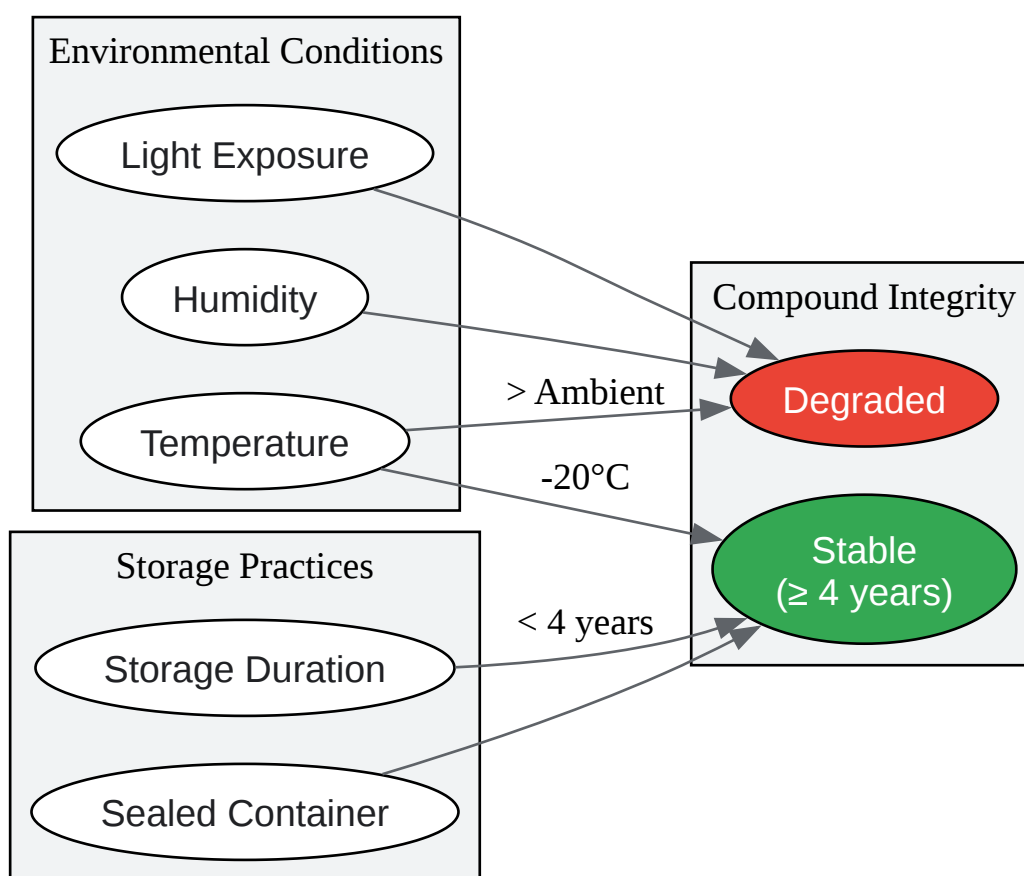 Environmental Conditions
Light Exposure
Humidity
Temperature
> Ambient
-20°C
Compound Integrity
Degraded
Stable
(≥ 4 years)
Storage Practices
Storage Duration
< 4 years
Sealed Container